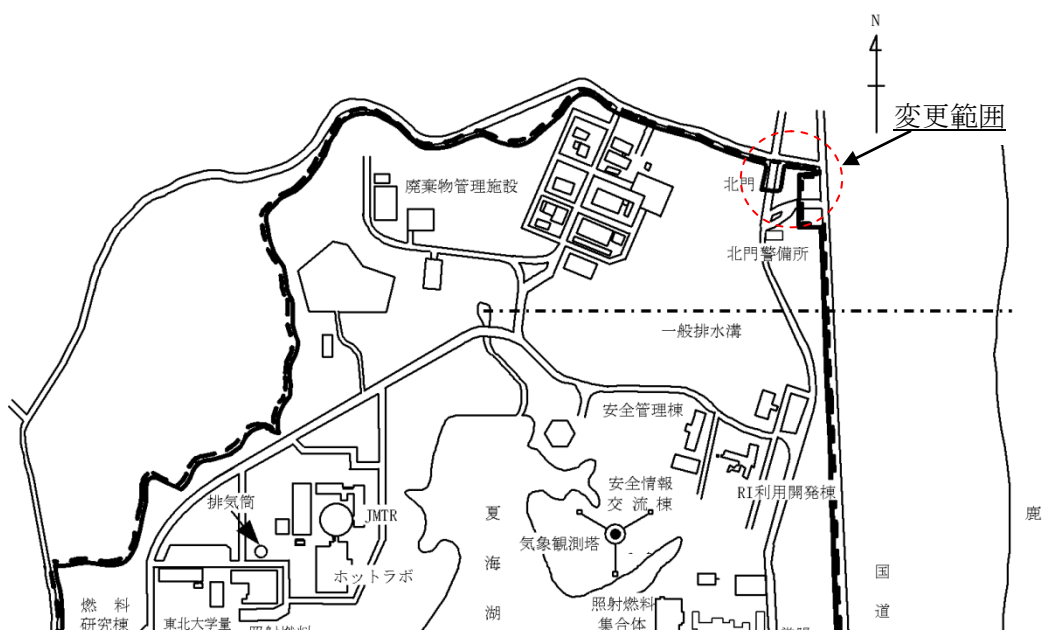 N
変更範囲
北門
廃棄物管理施設
北門警備所
一般排水溝
安全管理棟
安全情報
交流棟
RI利用開発棟
排気筒
JMTR
夏海湖
気象観測塔
鹿
ホットラボ
国道
燃料
研究棟
東北大学量
照射燃料
集合体